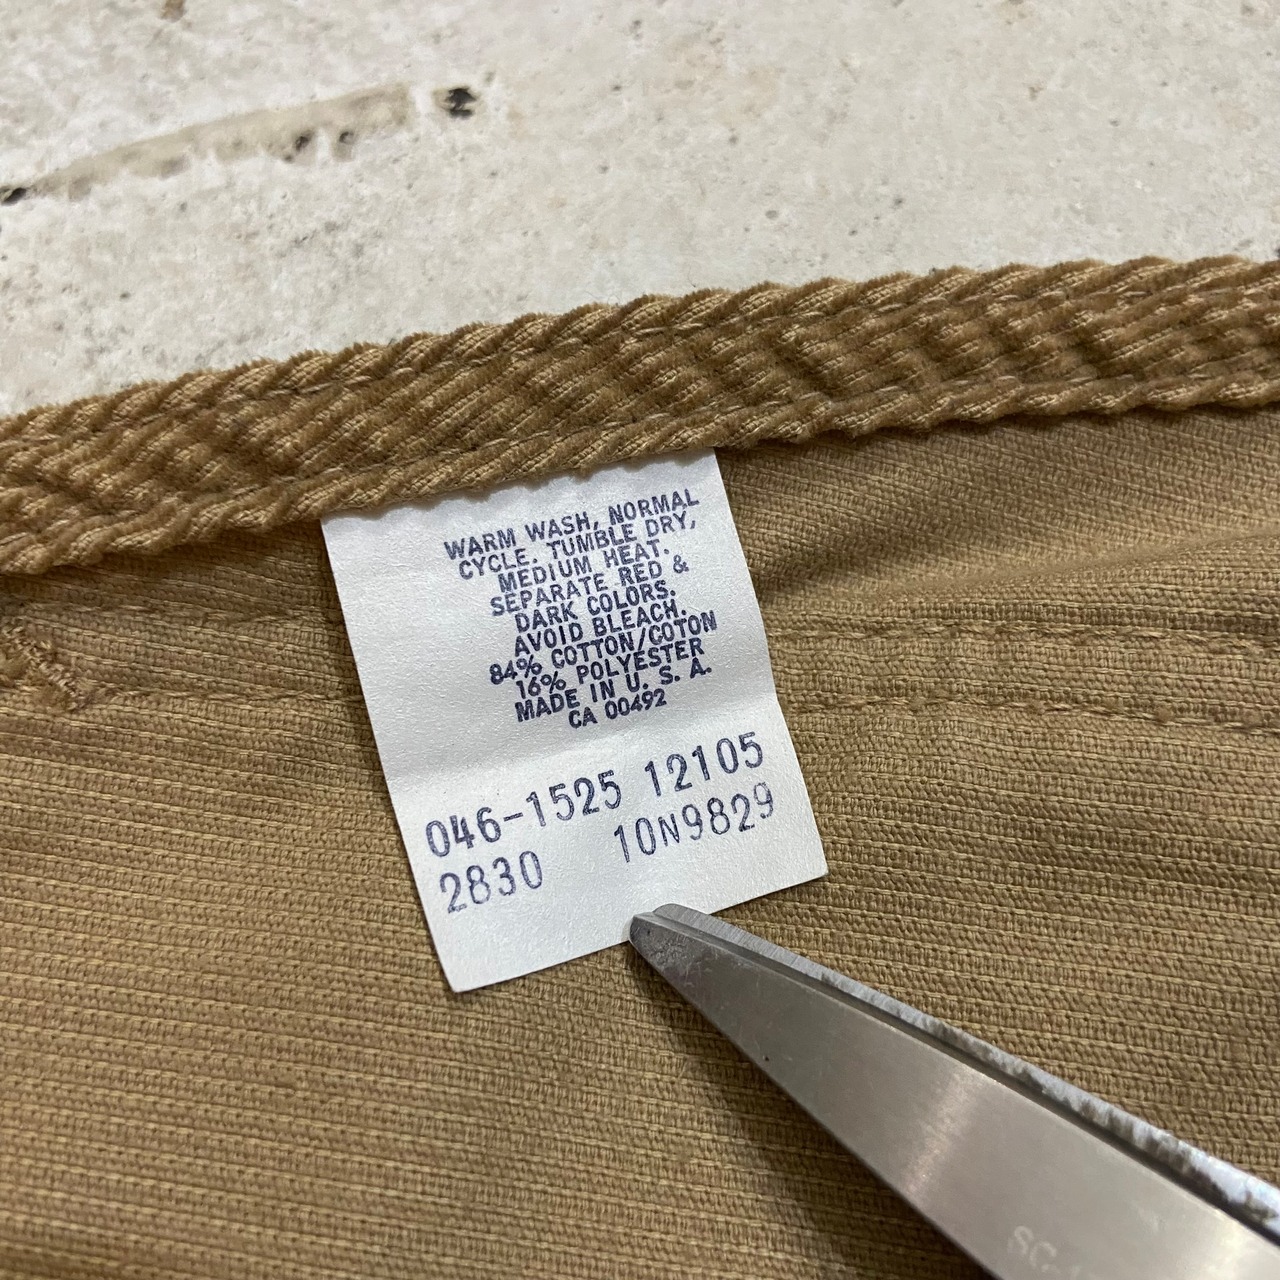 WARM WASH, NORMAL
CYCLE. TUMBLE DRY,
MEDIUM HEAT.
SEPARATE RED &
DARK COLORS.
AVOID BLEACH.
84% COTTON/COTON
16% POLYESTER
MADE IN U. S. A.
CA 00492
046-1525 12105
2830 10N9829